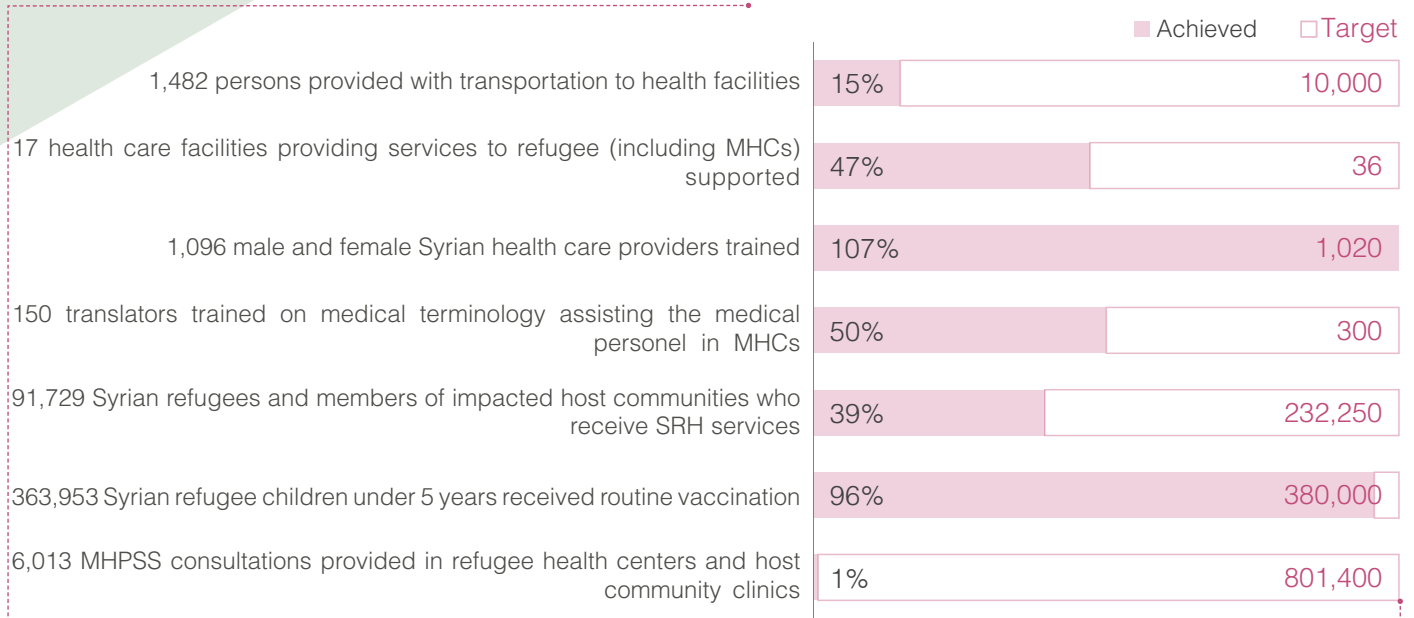 Achieved Target
1,482 persons provided with transportation to health facilities 15% 10,000
17 health care facilities providing services to refugee (including MHCs)
supported 47% 36
1,096 male and female Syrian health care providers trained 107% 1,020
150 translators trained on medical terminology assisting the medical
personel in MHCs 50% 300
91,729 Syrian refugees and members of impacted host communities who
receive SRH services 39% 232,250
363,953 Syrian refugee children under 5 years received routine vaccination 96% 380,000
6,013 MHPSS consultations provided in refugee health centers and host
community clinics 1% 801,400